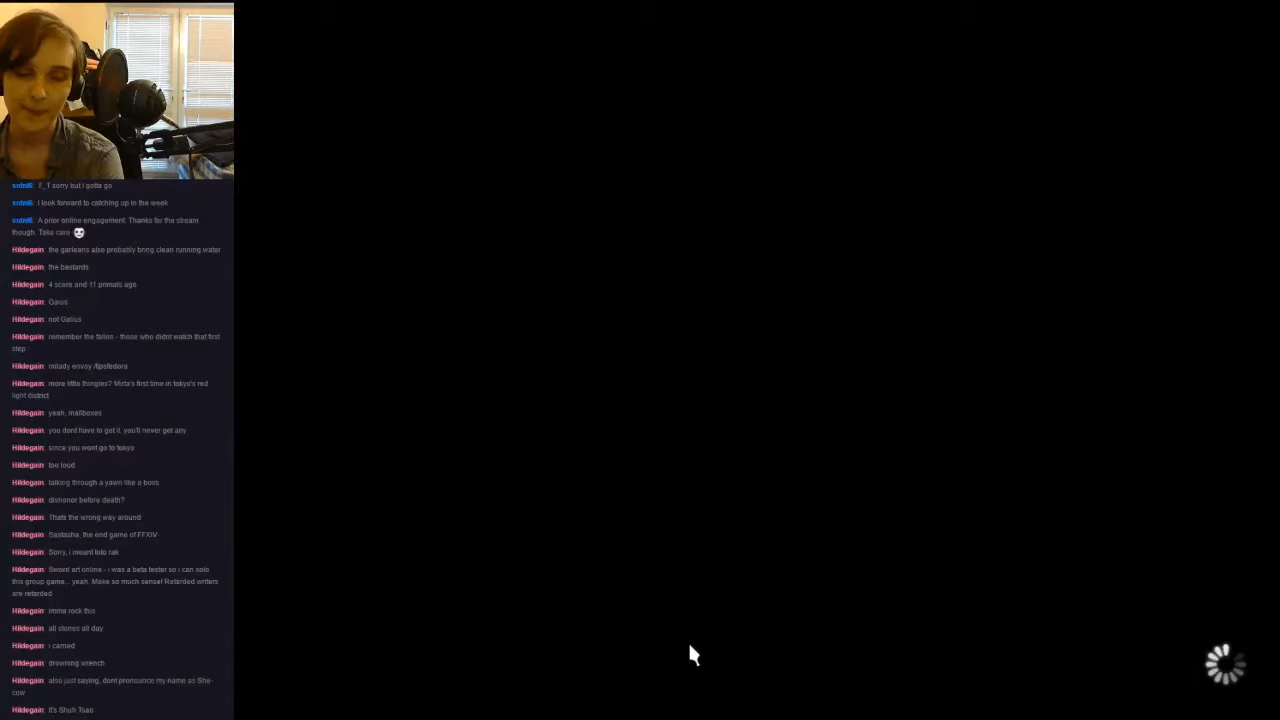 sntnl6: T_T sorry but i gotta go
sntnl6: I look forward to catching up in the week
sntnl6: A prior online engagement. Thanks for the stream
though. Take care
Hildegain: the garleans also probably bring clean running water
Hildegain: the bastards
Hildegain: 4 score and 11 primals ago
Hildegain: Gaius
Hildegain: not Galius
Hildegain: remember the fallen - those who didnt watch that first
step
Hildegain: milady envoy /tipsfedora
Hildegain: more little thingies? Mirta's first time in tokyo's red
light district
Hildegain: yeah, mailboxes
Hildegain: you dont have to get it, you'll never get any
Hildegain: since you wont go to tokyo
Hildegain: too loud
Hildegain: talking through a yawn like a boss
Hildegain: dishonor before death?
Hildegain: Thats the wrong way around
Hildegain: Sastasha, the end game of FFXIV
Hildegain: Sorry, i meant toto rak
Hildegain: Sword art online - i was a beta tester so i can solo
this group game... yeah. Make so much sense! Retarded writers
are retarded
Hildegain: imma rock this
Hildegain: all stones all day
Hildegain: i carried
Hildegain: drowning wrench
Hildegain: also just saying, dont pronounce my name as She-
cow
Hildegain: It's Shuh Tsao